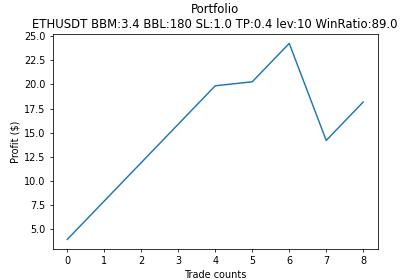 Portfolio
ETHUSDT BBM:3.4 BBL:180 SL:1.0 TP:0.4 lev:10 WinRatio:89.0
25.0
22.5
20.0
17.5
15.0
12.5
10.0
7.5
5.0
Profit ($)
0 1 2 3 4 5 6 7 8
Trade counts